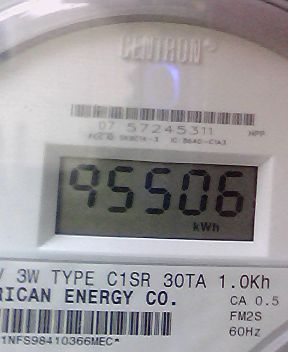 CENTRON®
07 57245311
HPP
95506
kWh
V 3W TYPE C1SR 30TA 1.0Kh
RICAN ENERGY CO.
CA 0.5
FM2S
60Hz
1NFS98410366MEC*